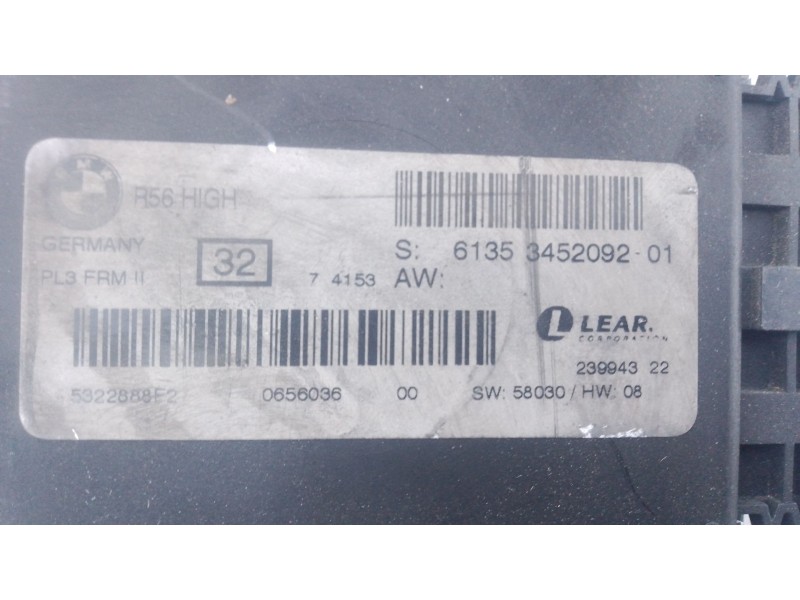 BMW
R56 HIGH
GERMANY
PL3 FRM II
32
7 4153
S: 6135 3452092-01
AW:
LEAR.
CORPORATION
239943 22
5322888F2
0656036
00
SW: 58030 / HW: 08